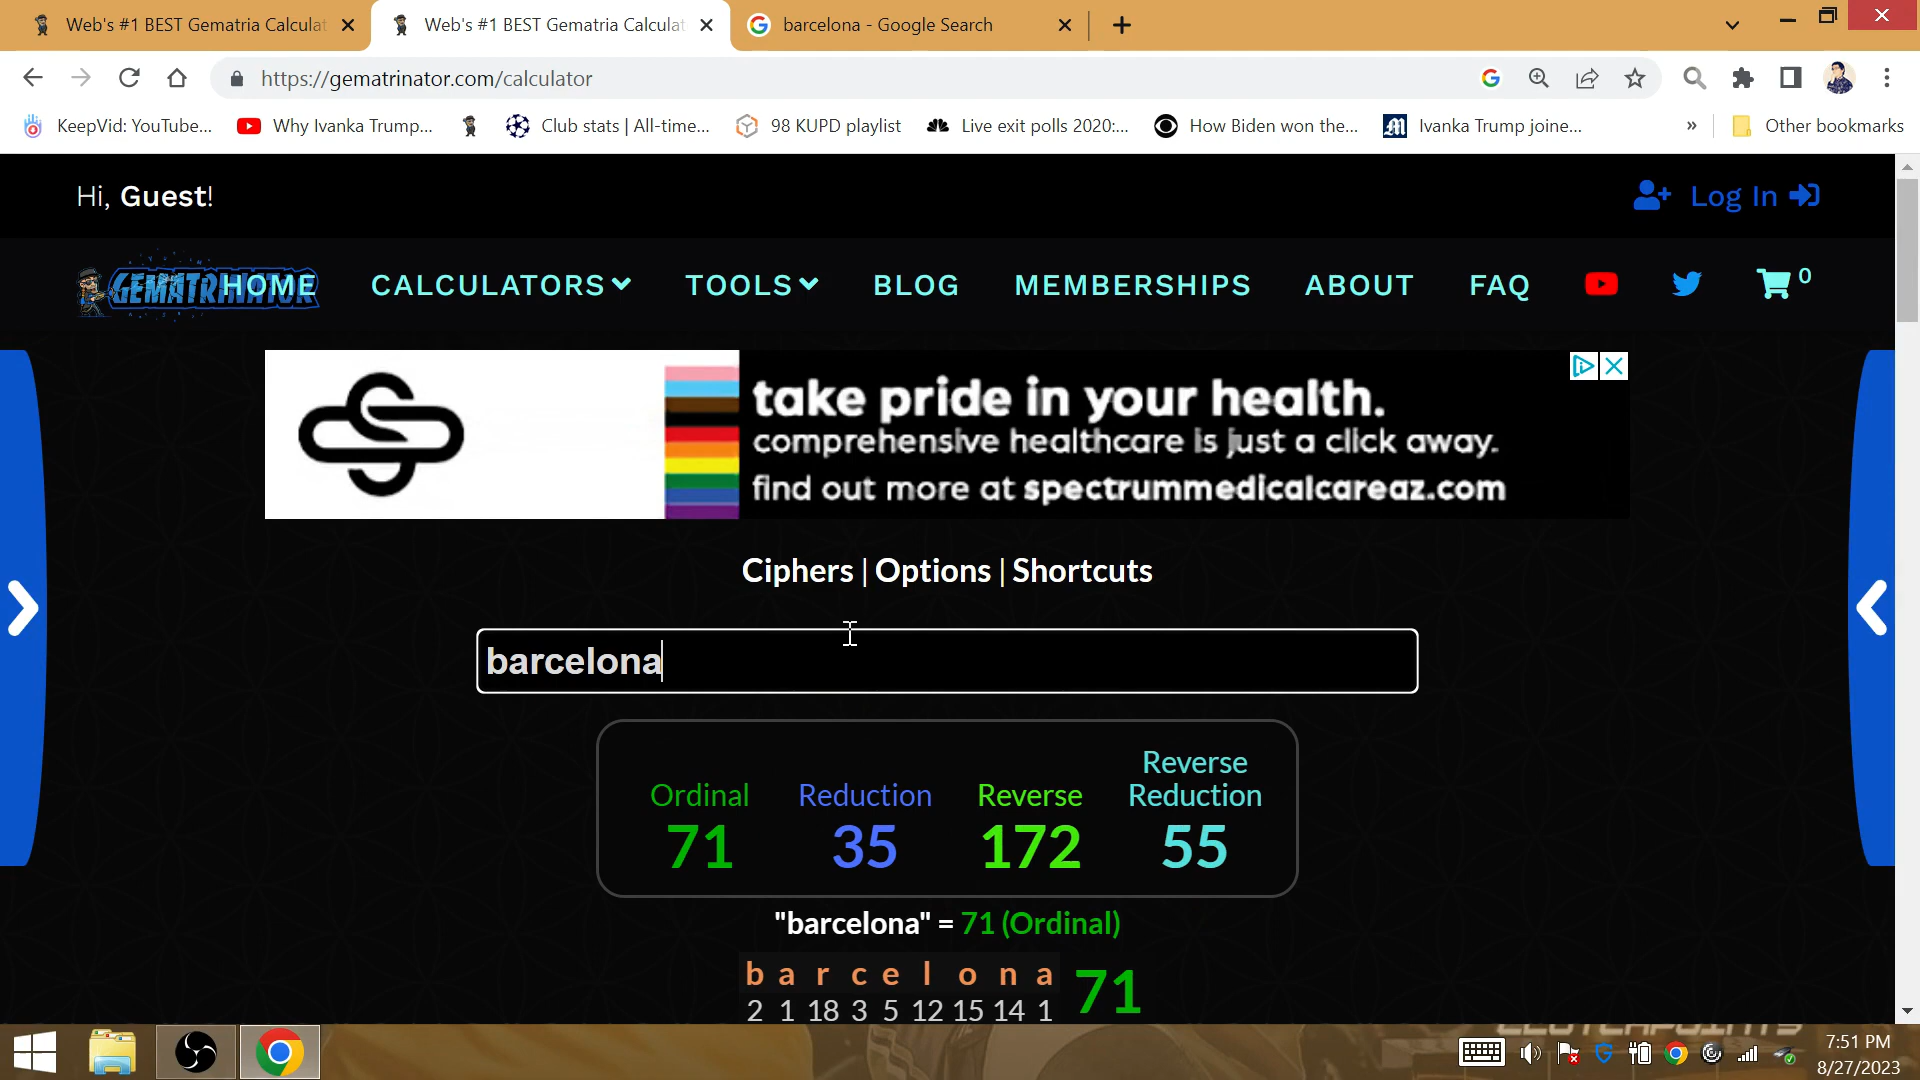 Web's #1 BEST Gematria Calculat
Web's #1 BEST Gematria Calculat
barcelona - Google Search
https://gematrinator.com/calculator
KeepVid: YouTube...
Why Ivanka Trump...
Club stats | All-time...
98 KUPD playlist
Live exit polls 2020:...
How Biden won the...
Ivanka Trump joine...
»
Other bookmarks
Hi, Guest!
Log In
GEMATRINATOR
HOME
CALCULATORS
TOOLS
BLOG
MEMBERSHIPS
ABOUT
FAQ
0
take pride in your health.
comprehensive healthcare is just a click away.
find out more at spectrummedicalcareaz.com
Ciphers | Options | Shortcuts
barcelona
Ordinal Reduction Reverse Reverse Reduction
71 35 172 55
"barcelona" = 71 (Ordinal)
b a r c e l o n a 71
2 1 18 3 5 12 15 14 1
7:51 PM
8/27/2023